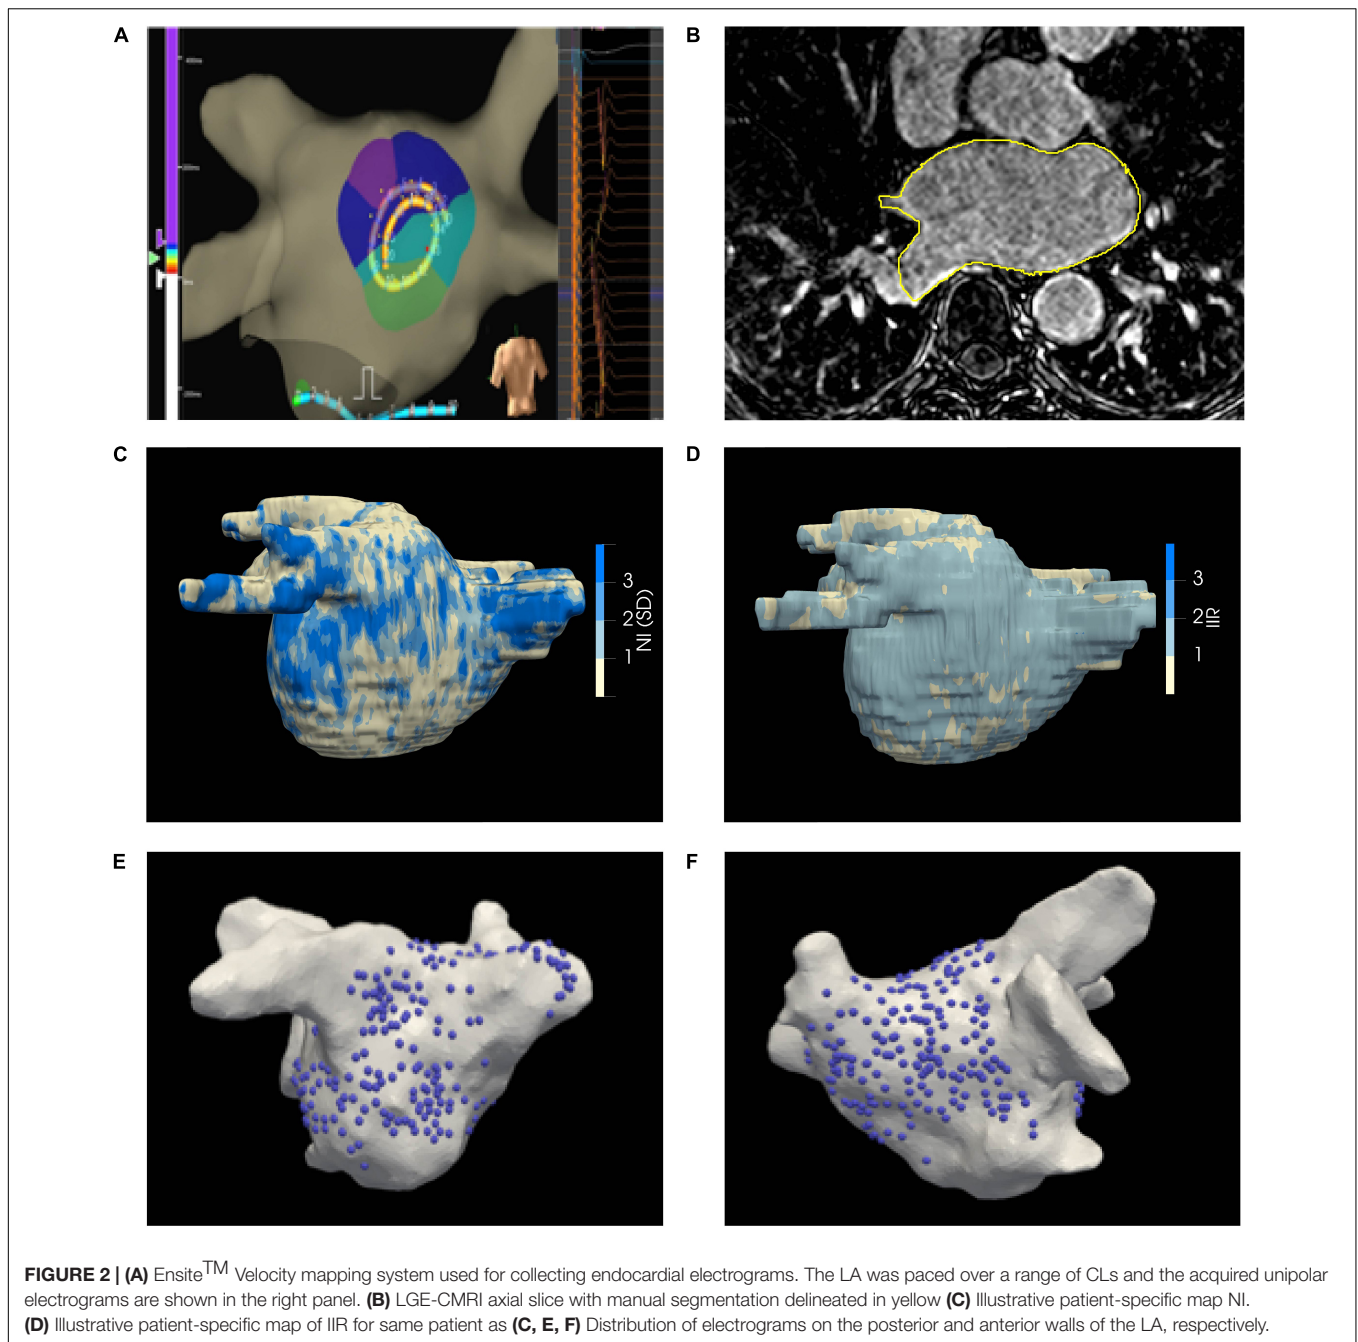 A
B
C
3
2
1
NI (SD)
D
3
2
1
IIR
E
F
FIGURE 2 | (A) Ensite™ Velocity mapping system used for collecting endocardial electrograms. The LA was paced over a range of CLs and the acquired unipolar
electrograms are shown in the right panel. (B) LGE-CMRI axial slice with manual segmentation delineated in yellow (C) Illustrative patient-specific map NI.
(D) Illustrative patient-specific map of IIR for same patient as (C, E, F) Distribution of electrograms on the posterior and anterior walls of the LA, respectively.